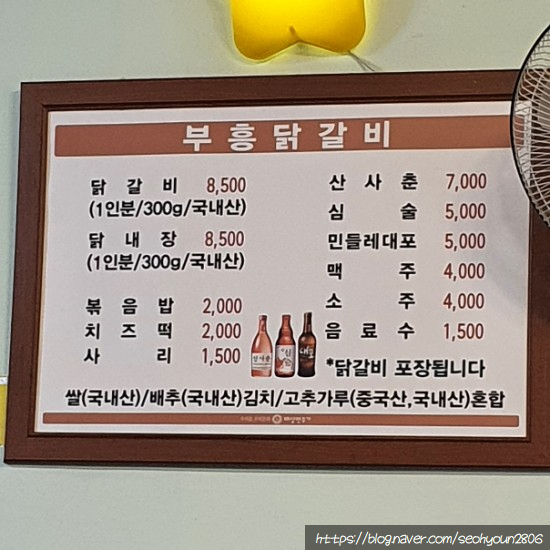 부흥닭갈비
닭갈비 8,500
(1인분/300g/국내산)
닭내장 8,500
(1인분/300g/국내산)
볶음밥 2,000
치즈떡 2,000
사리 1,500
산사춘 7,000
심술 5,000
민들레대포 5,000
맥주 4,000
소주 4,000
음료수 1,500
*닭갈비 포장됩니다
쌀(국내산)/배추(국내산)김치/고추가루(중국산,국내산)혼합
https://blognaver.com/seohyoun2806